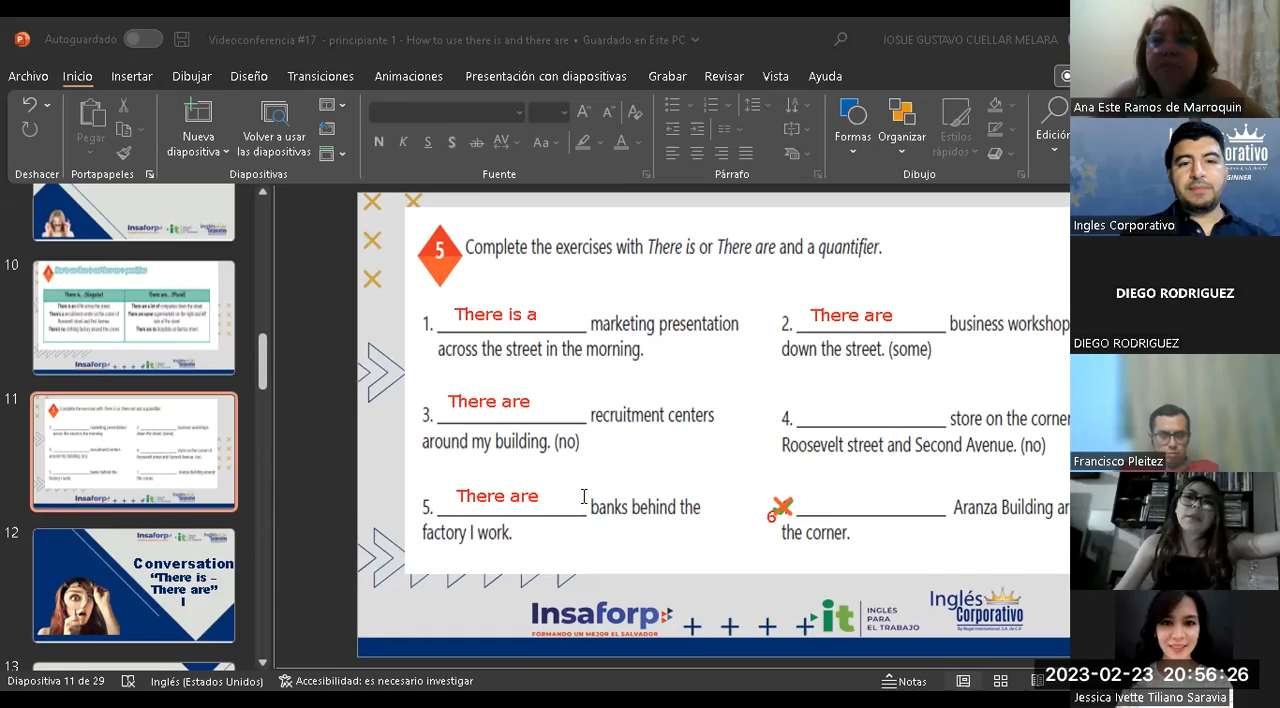 Autoguardado
Videoconferencia #17 - principiante 1 - How to use there is and there are • Guardado en Este PC
JOSUE GUSTAVO CUELLAR MELARA
Archivo Inicio Insertar Dibujar Diseño Transiciones Animaciones Presentación con diapositivas Grabar Revisar Vista Ayuda
Pegar
Nueva diapositiva
Volver a usar las diapositivas
N K S S ab AV Aa A
Formas Organizar Estilos rápidos Edición
Deshacer Portapapeles Diapositivas Fuente Párrafo Dibujo
10
11
12
Conversation
"There is –
There are"
I
13
5 Complete the exercises with There is or There are and a quantifier.
There is a
1. ______________ marketing presentation
across the street in the morning.
There are
2. ______________ business workshop
down the street. (some)
There are
3. ______________ recruitment centers
around my building. (no)
4. ______________ store on the corner
Roosevelt street and Second Avenue. (no)
There are
5. ______________ banks behind the
factory I work.
6 ______________ Aranza Building ar
the corner.
Insaforp
FORMANDO UN MEJOR EL SALVADOR
it
INGLÉS
PARA
EL TRABAJO
Inglés
Corporativo
Diapositiva 11 de 29
Inglés (Estados Unidos)
Accesibilidad: es necesario investigar
Notas
Ana Este Ramos de Marroquin
Ingles Corporativo
DIEGO RODRIGUEZ
DIEGO RODRIGUEZ
Francisco Pleitez
2023-02-23 20:56:26
Jessica Ivette Tiliano Saravia